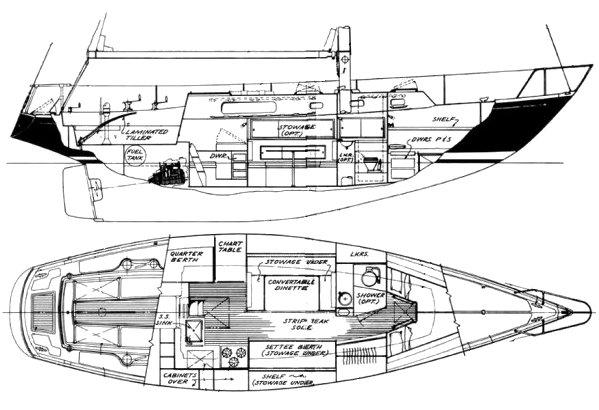 STOWAGE
(OPT.)
SHELF
LAMINATED
TILLER
FUEL
TANK
DWR.
LKR.
(OPT.)
DWRS. P & S
QUARTER
BERTH
CHART
TABLE
STOWAGE UNDER
CONVERTABLE
DINETTE
LKRS.
SHOWER
(OPT.)
S.S.
SINK
STRIP TEAK
SOLE
SETTEE BERTH
(STOWAGE UNDER)
CABINETS
OVER
SHELF
(STOWAGE UNDER)